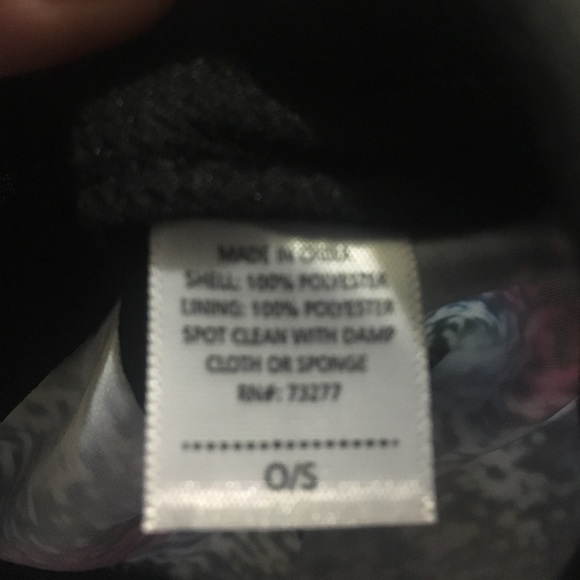 MADE IN CHINA
SHELL: 100% POLYESTER
LINING: 100% POLYESTER
SPOT CLEAN WITH DAMP
CLOTH OR SPONGE
RN#: 73277
O/S